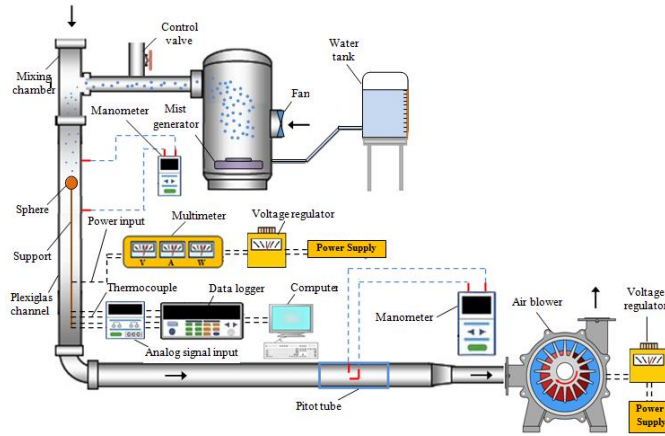 Control
valve
Mixing
chamber
Water
tank
Fan
Manometer
Mist
generator
Sphere
Power input
Support
Multimeter
Voltage regulator
V A W
Power Supply
Plexiglas
channel
Thermocouple
Data logger
Computer
Analog signal input
Manometer
Air blower
Voltage
regulator
Pitot tube
Power
Supply